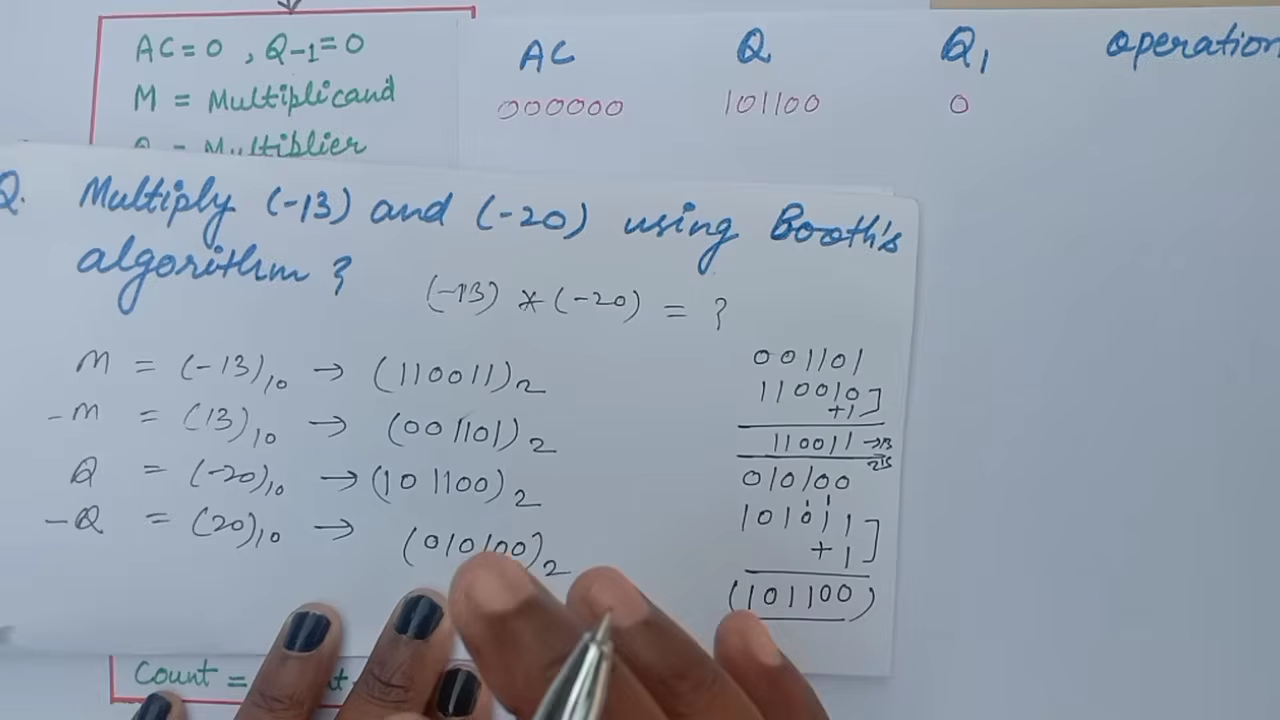 AC = 0 , Q-1 = 0
M = Multiplicand
Q = Multiplier
AC Q Q1 operation
000000 101100 0
Q. Multiply (-13) and (-20) using Booth's
algorithm ?
(-13) * (-20) = ?
M = (-13)10 → (110011)2
-M = (13)10 → (001101)2
Q = (-20)10 → (101100)2
-Q = (20)10 → (010100)2
001101
110010
+1
110011 →
010100
101011
+ 1
(101100)
Count =